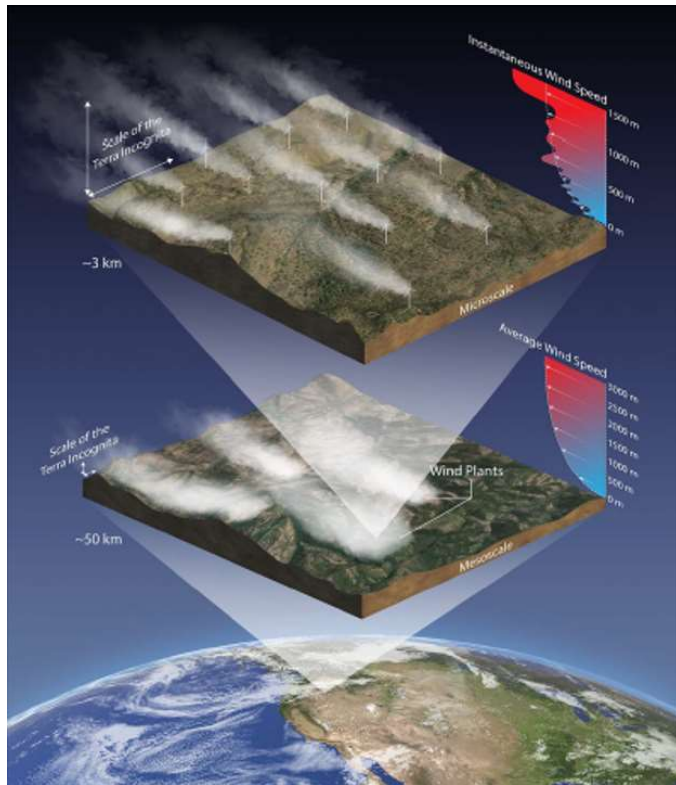 Instantaneous Wind Speed
1500 m
1000 m
500 m
0 m
Scale of the
Terra Incognita
~3 km
Microscale
Average Wind Speed
3000 m
2500 m
2000 m
1500 m
1000 m
500 m
0 m
Scale of the
Terra Incognita
Wind Plants
~50 km
Mesoscale